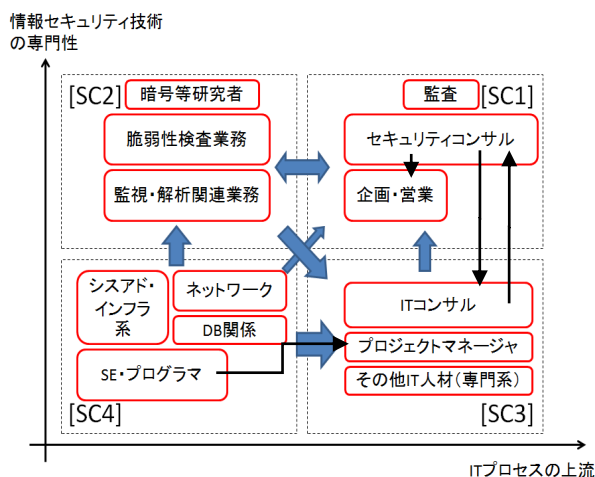 情報セキュリティ技術
の専門性
[SC2]
暗号等研究者
脆弱性検査業務
監視・解析関連業務
監査
[SC1]
セキュリティコンサル
企画・営業
シスアド・
インフラ
系
ネットワーク
DB関係
SE・プログラマ
[SC4]
ITコンサル
プロジェクトマネージャ
その他IT人材(専門系)
[SC3]
ITプロセスの上流